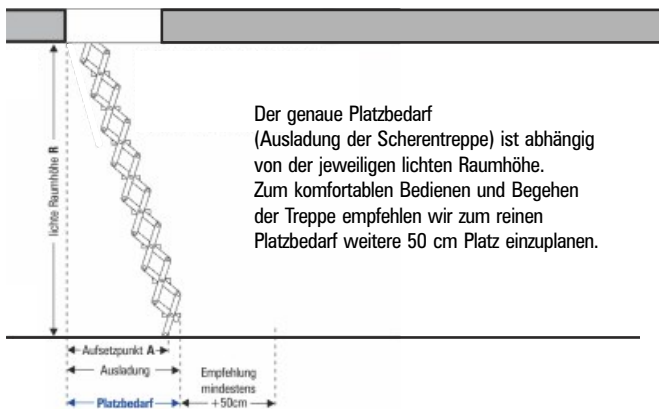 Der genaue Platzbedarf
(Ausladung der Scherentreppe) ist abhängig
von der jeweiligen lichten Raumhöhe.
Zum komfortablen Bedienen und Begehen
der Treppe empfehlen wir zum reinen
Platzbedarf weitere 50 cm Platz einzuplanen.
lichte Raumhöhe R
Aufsetzpunkt A
Ausladung
Platzbedarf
Empfehlung
mindestens
+50cm